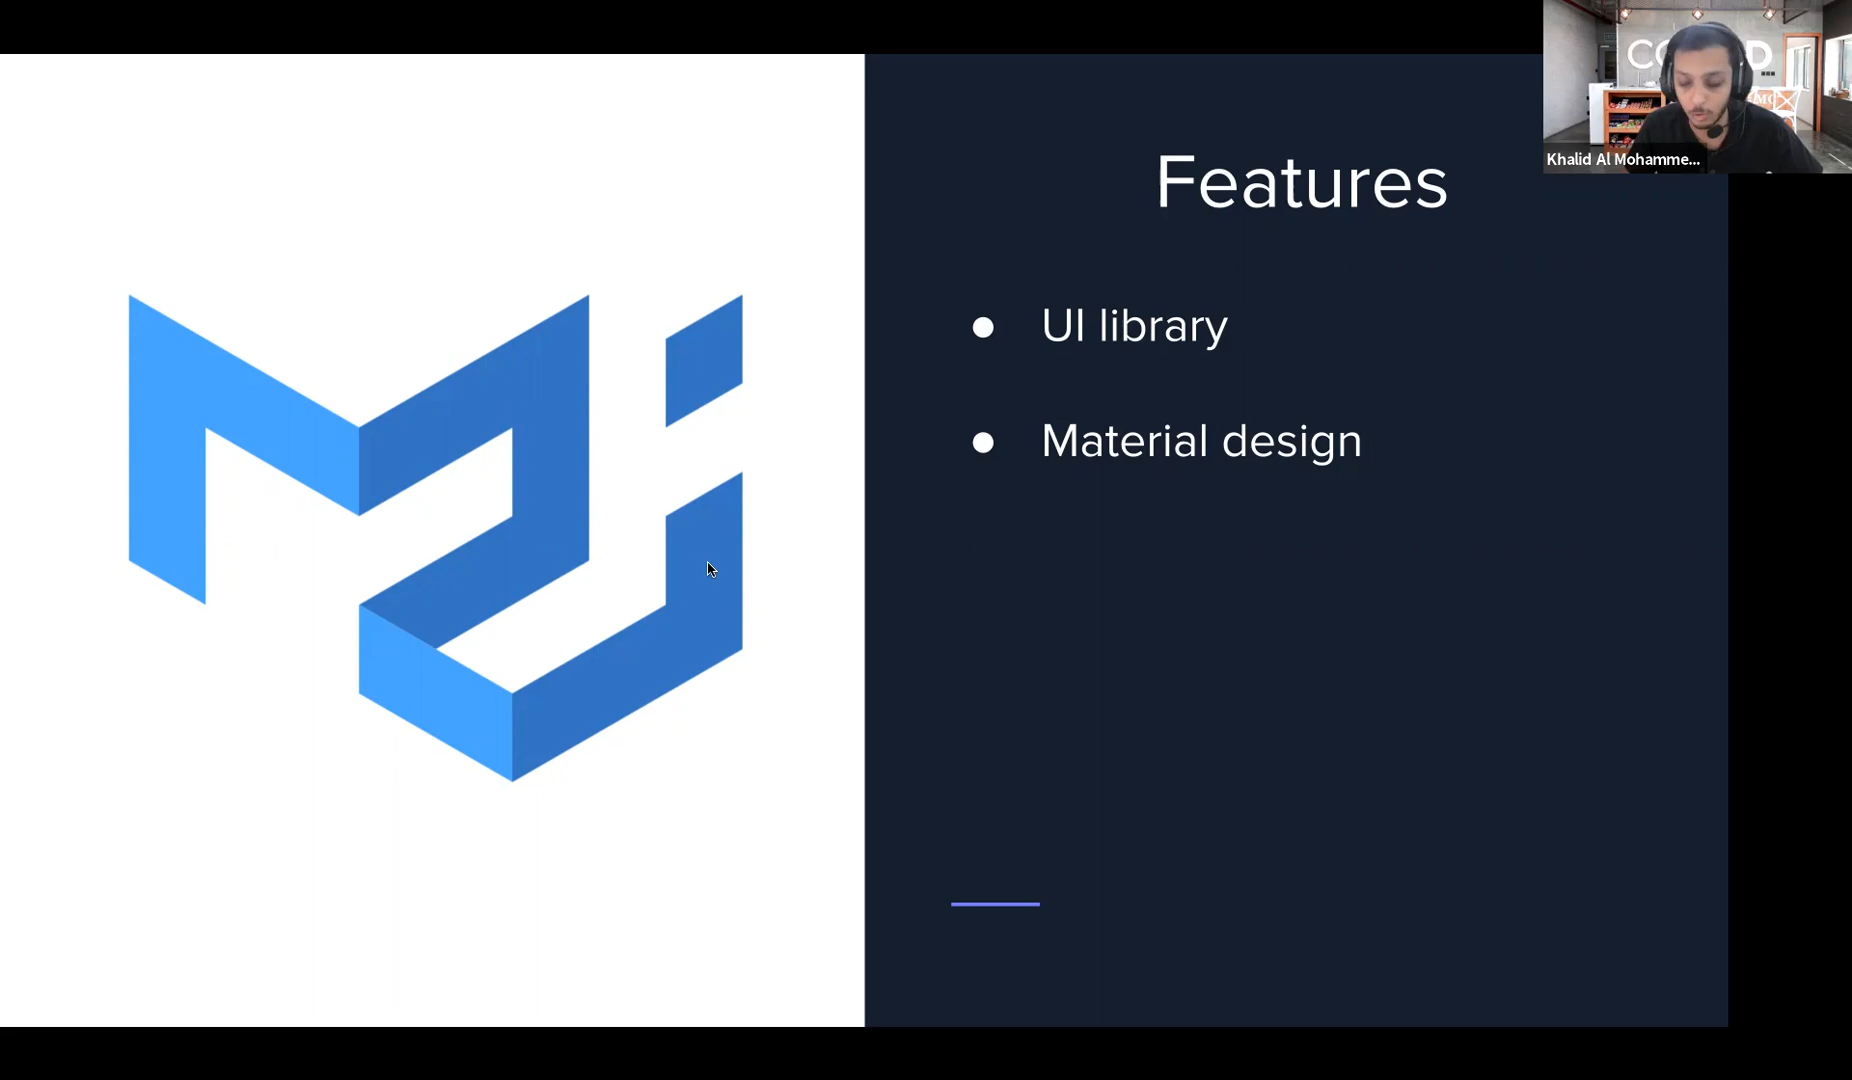 Features
● UI library
● Material design
Khalid Al Mohamme...